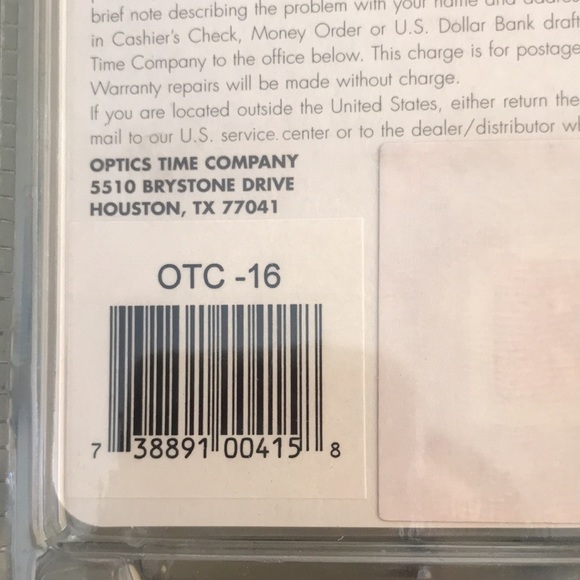 brief note describing the problem with your name and address
in Cashier's Check, Money Order or U.S. Dollar Bank draft
Time Company to the office below. This charge is for postage
Warranty repairs will be made without charge.
If you are located outside the United States, either return the
mail to our U.S. service center or to the dealer/distributor
OPTICS TIME COMPANY
5510 BRYSTONE DRIVE
HOUSTON, TX 77041
OTC -16
7 38891 00415 8